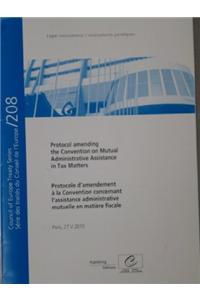 Legal instruments / Instruments juridiques
Council of Europe Treaty Series
Série des traités du Conseil de l'Europe /208
Protocol amending
the Convention on Mutual
Administrative Assistance
in Tax Matters
Protocole d'amendement
à la Convention concernant
l'assistance administrative
mutuelle en matière fiscale
Paris, 27.V.2010
Publishing
Editions